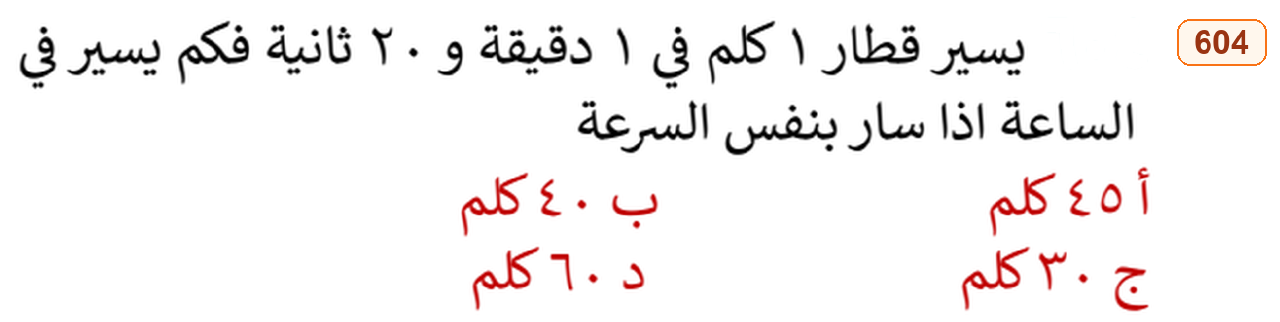 604
يسير قطار ١ كلم في ١ دقيقة و ٢٠ ثانية فكم يسير في
الساعة اذا سار بنفس السرعة
أ ٤٥ كلم ب ٤٠ كلم
ج ٣٠ كلم د ٦٠ كلم